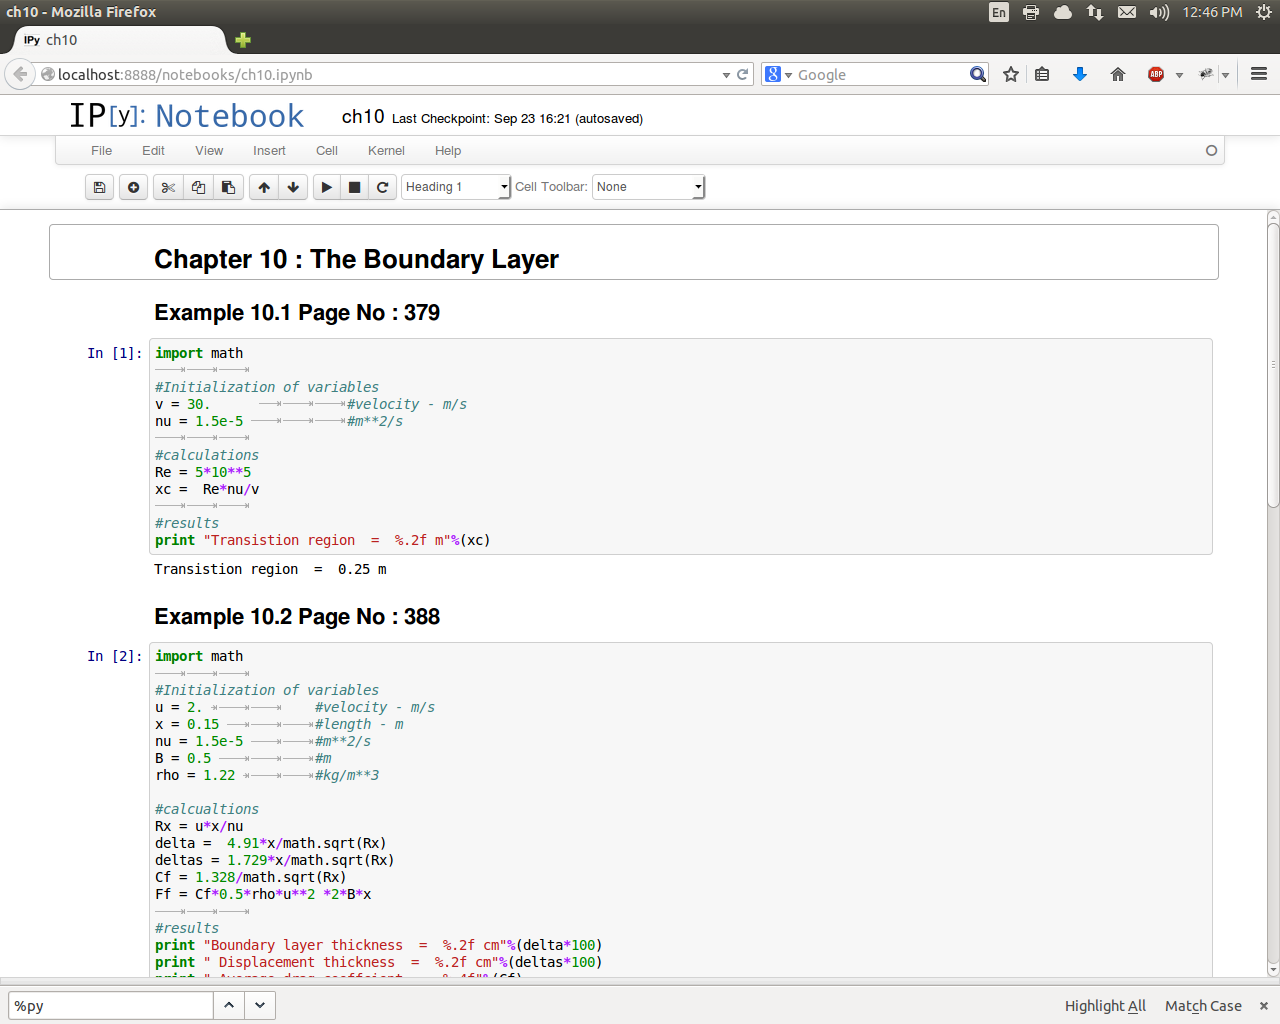 ch10 - Mozilla Firefox
En
12:46 PM
IPy ch10
localhost:8888/notebooks/ch10.ipynb
Google
ABP
IP[y]: Notebook
ch10 Last Checkpoint: Sep 23 16:21 (autosaved)
File Edit View Insert Cell Kernel Help
Heading 1 Cell Toolbar: None
Chapter 10 : The Boundary Layer
Example 10.1 Page No : 379
In [1]: import math
#Initialization of variables
v = 30. #velocity - m/s
nu = 1.5e-5 #m**2/s
#calculations
Re = 5*10**5
xc =  Re*nu/v
#results
print "Transistion region  =  %.2f m"%(xc)
Transistion region  =  0.25 m
Example 10.2 Page No : 388
In [2]: import math
#Initialization of variables
u = 2. #velocity - m/s
x = 0.15 #length - m
nu = 1.5e-5 #m**2/s
B = 0.5 #m
rho = 1.22 #kg/m**3
#calcualtions
Rx = u*x/nu
delta =  4.91*x/math.sqrt(Rx)
deltas = 1.729*x/math.sqrt(Rx)
Cf = 1.328/math.sqrt(Rx)
Ff = Cf*0.5*rho*u**2 *2*B*x
#results
print "Boundary layer thickness  =  %.2f cm"%(delta*100)
print " Displacement thickness  =  %.2f cm"%(deltas*100)
print " Average drag coefficient    %.4f"%(Cf)
%py
Highlight All Match Case